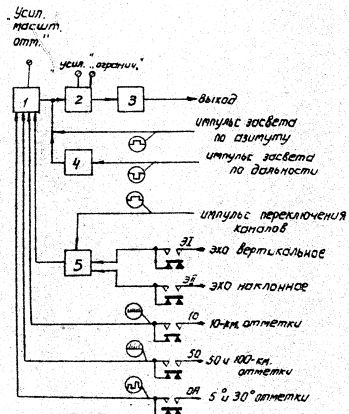 "Усил.
масшт.
отм."
"Усил." "огранич."
1
2
3
выход
импульс засвета
по азимуту
4
импульс засвета
по дальности
импульс переключения
каналов
5
ЭI
эхо вертикальное
ЭII
эхо наклонное
10
10-км. отметки
50
50 и 100-км.
отметки
ОА
5° и 30° отметки